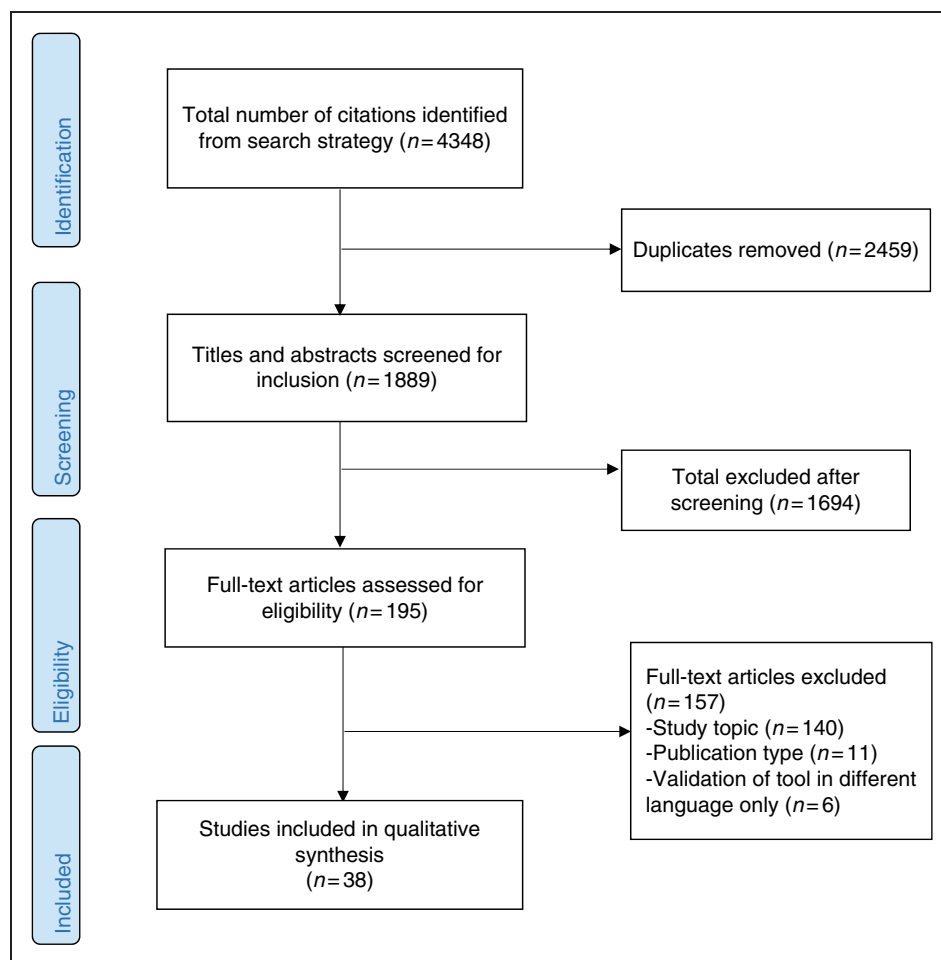 Identification
Total number of citations identified
from search strategy (n=4348)
Duplicates removed (n=2459)
Screening
Titles and abstracts screened for
inclusion (n=1889)
Total excluded after
screening (n=1694)
Eligibility
Full-text articles assessed for
eligibility (n=195)
Full-text articles excluded
(n=157)
-Study topic (n=140)
-Publication type (n=11)
-Validation of tool in different
language only (n=6)
Included
Studies included in qualitative
synthesis
(n=38)